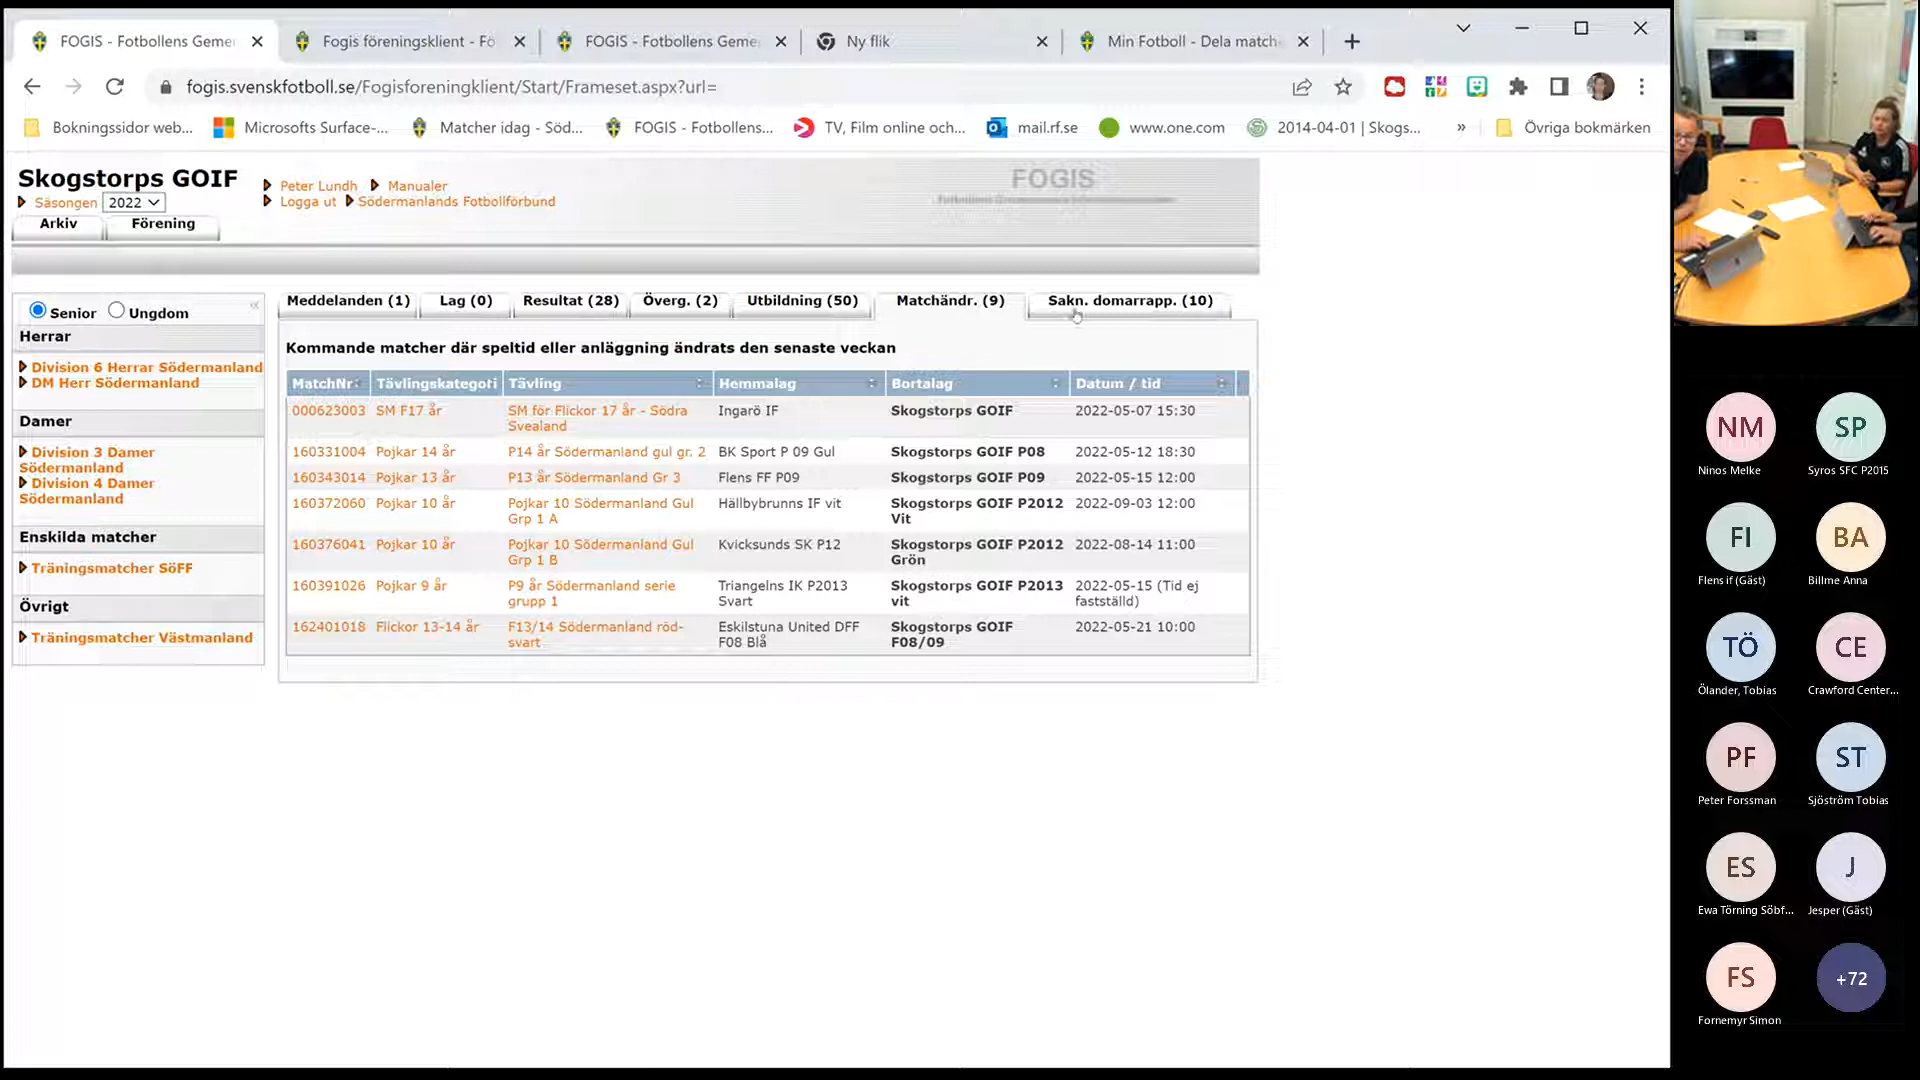 FOGIS - Fotbollens Geme
Fogis föreningsklient - Fö
FOGIS - Fotbollens Geme
Ny flik
Min Fotboll - Dela match
fogis.svenskfotboll.se/Fogisforeningklient/Start/Frameset.aspx?url=
Bokningssidor web...
Microsofts Surface-...
Matcher idag - Söd...
FOGIS - Fotbollens...
TV, Film online och...
mail.rf.se
www.one.com
2014-04-01 | Skogs...
»
Övriga bokmärken
Skogstorps GOIF
Säsongen 2022
Peter Lundh
Manualer
Logga ut
Södermanlands Fotbollförbund
FOGIS
Arkiv
Förening
Senior
Ungdom
«
Herrar
Division 6 Herrar Södermanland
DM Herr Södermanland
Damer
Division 3 Damer
Södermanland
Division 4 Damer
Södermanland
Enskilda matcher
Träningsmatcher SöFF
Övrigt
Träningsmatcher Västmanland
Meddelanden (1)
Lag (0)
Resultat (28)
Överg. (2)
Utbildning (50)
Matchändr. (9)
Sakn. domarrapp. (10)
Kommande matcher där speltid eller anläggning ändrats den senaste veckan
MatchNr Tävlingskategori Tävling Hemmalag Bortalag Datum / tid
000623003 SM F17 år SM för Flickor 17 år - Södra Ingarö IF Skogstorps GOIF 2022-05-07 15:30
Svealand
160331004 Pojkar 14 år P14 år Södermanland gul gr. 2 BK Sport P 09 Gul Skogstorps GOIF P08 2022-05-12 18:30
160343014 Pojkar 13 år P13 år Södermanland Gr 3 Flens FF P09 Skogstorps GOIF P09 2022-05-15 12:00
160372060 Pojkar 10 år Pojkar 10 Södermanland Gul Hällbybrunns IF vit Skogstorps GOIF P2012 2022-09-03 12:00
Grp 1 A Vit
160376041 Pojkar 10 år Pojkar 10 Södermanland Gul Kvicksunds SK P12 Skogstorps GOIF P2012 2022-08-14 11:00
Grp 1 B Grön
160391026 Pojkar 9 år P9 år Södermanland serie Triangelns IK P2013 Skogstorps GOIF P2013 2022-05-15 (Tid ej
grupp 1 Svart vit fastställd)
162401018 Flickor 13-14 år F13/14 Södermanland röd- Eskilstuna United DFF Skogstorps GOIF 2022-05-21 10:00
svart F08 Blå F08/09
NM
SP
Ninos Melke
Syros SFC P2015
FI
BA
Flens if (Gäst)
Billme Anna
TÖ
CE
Ölander, Tobias
Crawford Center...
PF
ST
Peter Forssman
Sjöström Tobias
ES
J
Ewa Törning Söbf...
Jesper (Gäst)
FS
+72
Fornemyr Simon